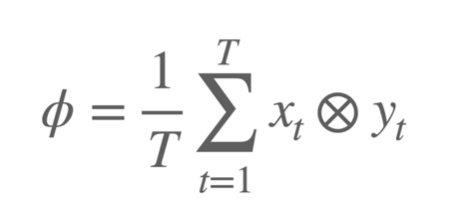 ϕ = 1/T ∑_{t=1}^{T} x_t ⊗ y_t